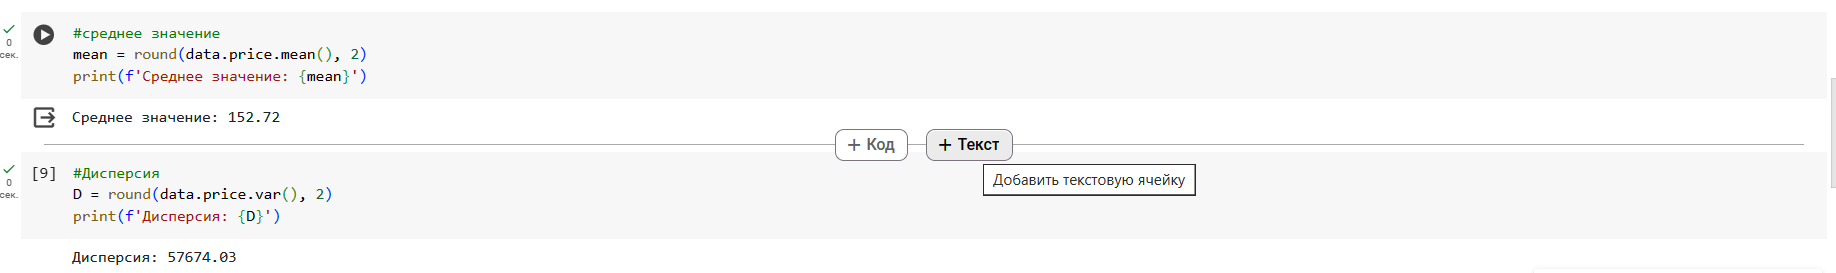 0
сек.
#среднее значение
mean = round(data.price.mean(), 2)
print(f'Среднее значение: {mean}')
Среднее значение: 152.72
+ Код
+ Текст
Добавить текстовую ячейку
0
сек.
[9]
#Дисперсия
D = round(data.price.var(), 2)
print(f'Дисперсия: {D}')
Дисперсия: 57674.03